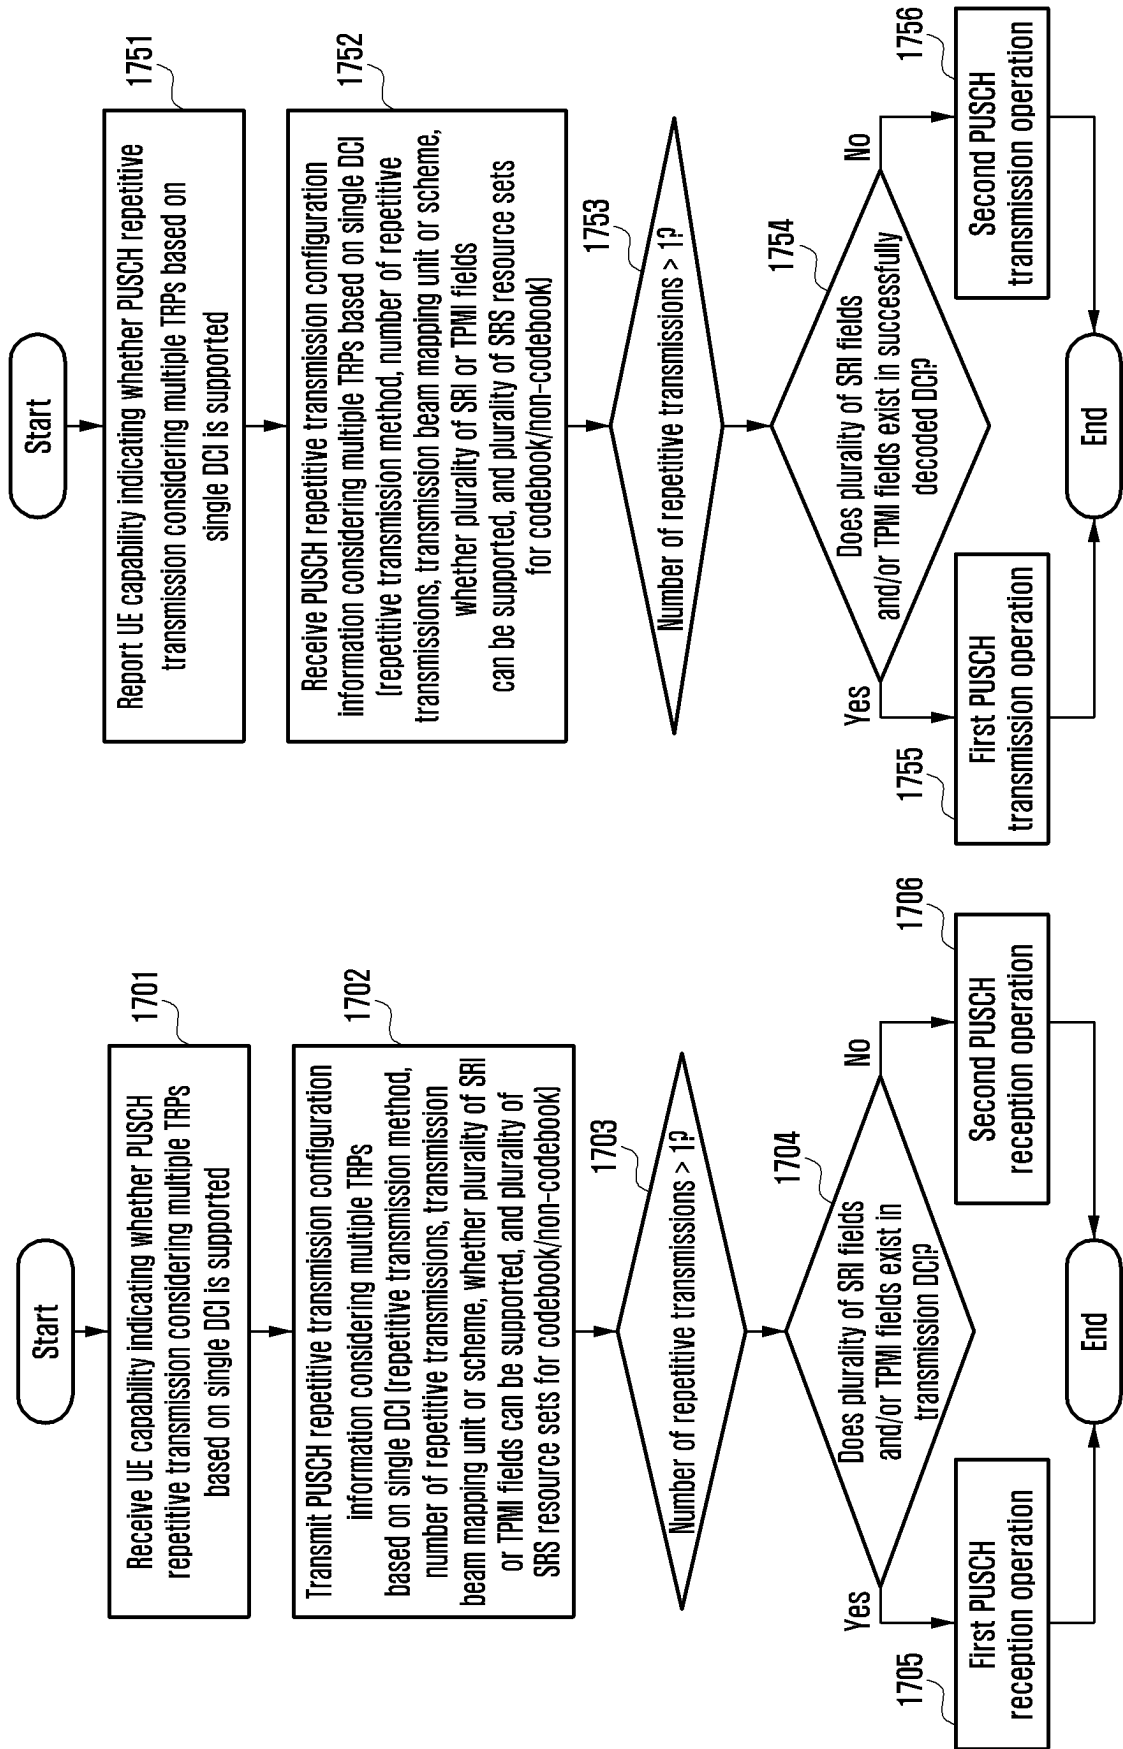 Start
1701
Receive UE capability indicating whether PUSCH
repetitive transmission considering multiple TRPs
based on single DCI is supported
1702
Transmit PUSCH repetitive transmission configuration
information considering multiple TRPs
based on single DCI (repetitive transmission method,
number of repetitive transmissions, transmission
beam mapping unit or scheme, whether plurality of SRI
or TPMI fields can be supported, and plurality of
SRS resource sets for codebook/non-codebook)
1703
Number of repetitive transmissions > 1?
1704
Does plurality of SRI fields
and/or TPMI fields exist in
transmission DCI?
Yes
No
1705
First PUSCH
reception operation
1706
Second PUSCH
reception operation
End
Start
1751
Report UE capability indicating whether PUSCH repetitive
transmission considering multiple TRPs based on
single DCI is supported
1752
Receive PUSCH repetitive transmission configuration
information considering multiple TRPs based on single DCI
(repetitive transmission method, number of repetitive
transmissions, transmission beam mapping unit or scheme,
whether plurality of SRI or TPMI fields
can be supported, and plurality of SRS resource sets
for codebook/non-codebook)
1753
Number of repetitive transmissions > 1?
1754
Does plurality of SRI fields
and/or TPMI fields exist in successfully
decoded DCI?
Yes
No
1755
First PUSCH
transmission operation
1756
Second PUSCH
transmission operation
End